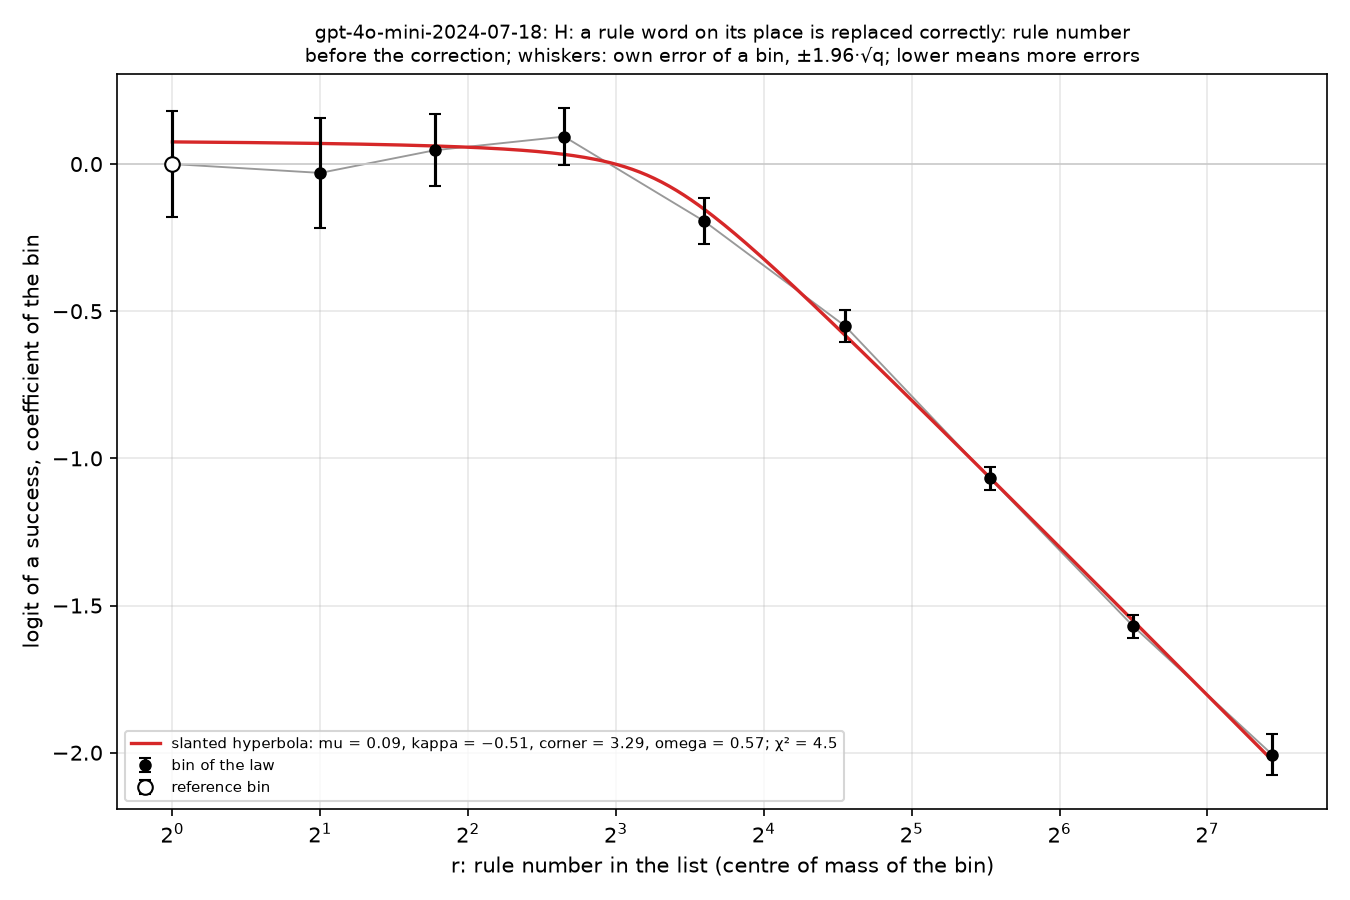 gpt-4o-mini-2024-07-18: H: a rule word on its place is replaced correctly: rule number
before the correction; whiskers: own error of a bin, ±1.96·√q; lower means more errors
logit of a success, coefficient of the bin
0.0
−0.5
−1.0
−1.5
−2.0
slanted hyperbola: mu = 0.09, kappa = −0.51, corner = 3.29, omega = 0.57; χ² = 4.5
bin of the law
reference bin
2⁰ 2¹ 2² 2³ 2⁴ 2⁵ 2⁶ 2⁷
r: rule number in the list (centre of mass of the bin)